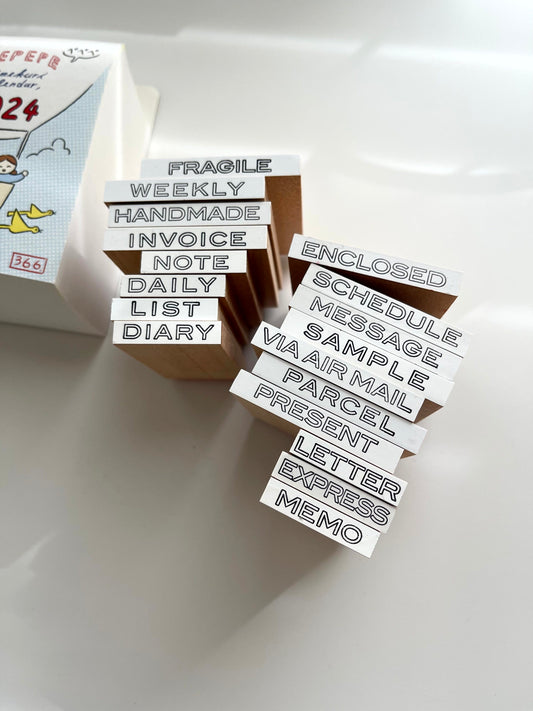 2024
366
FRAGILE
WEEKLY
HANDMADE
INVOICE
NOTE
DAILY
LIST
DIARY
ENCLOSED
SCHEDULE
MESSAGE
SAMPLE
VIA AIR MAIL
PARCEL
PRESENT
LETTER
EXPRESS
MEMO